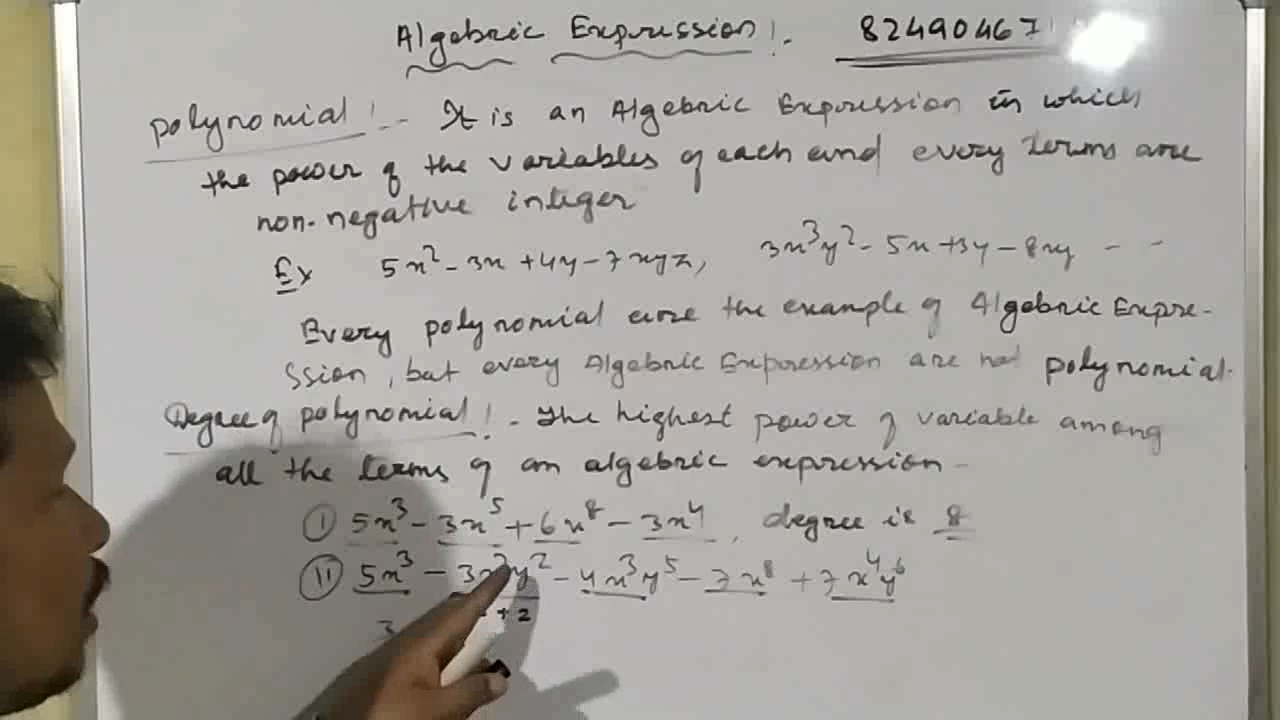 Algebric Expression :- 82490467
polynomial :- It is an Algebric Expression in which
the power of the variables of each and every terms are
non-negative integer
Ex 5x² - 3x + 4y - 7xyz, 3x³y² - 5x + 3y - 8xy - -
Every polynomial are the example of Algebric Expre-
ssion, but every Algebric Expression are not polynomial.
Degree of polynomial :- The highest power of variable among
all the terms of an algebric expression -
(I) 5x³ - 3x⁵ + 6x⁸ - 3x⁴, degree is 8
(II) 5x³ - 3x y² - 4x³y⁵ - 7x⁸ + 7x⁴y⁶
3 + 2